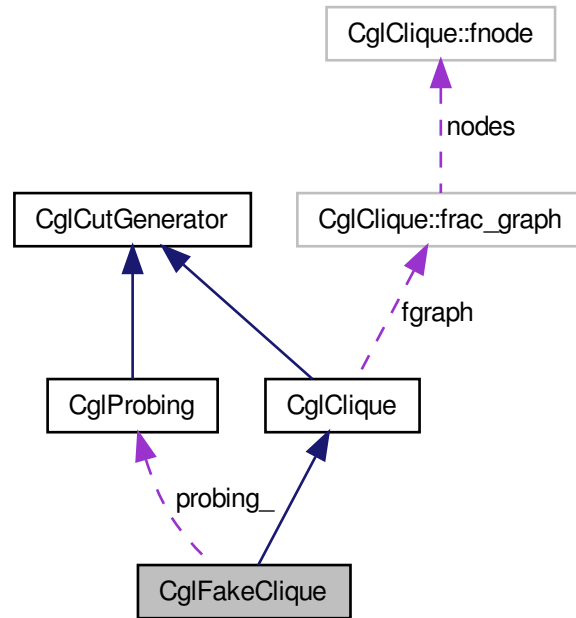 CglClique::fnode
nodes
CglCutGenerator
CglClique::frac_graph
fgraph
CglProbing
CglClique
probing_
CglFakeClique